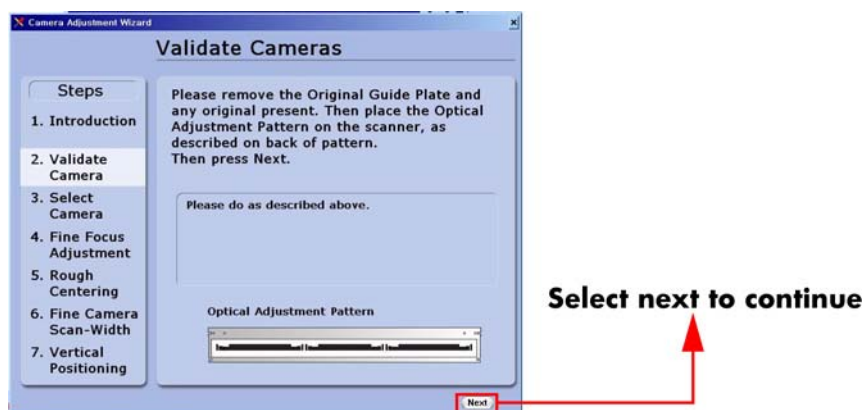 Camera Adjustment Wizard
Validate Cameras
Steps
1. Introduction
2. Validate
Camera
3. Select
Camera
4. Fine Focus
Adjustment
5. Rough
Centering
6. Fine Camera
Scan-Width
7. Vertical
Positioning
Please remove the Original Guide Plate and
any original present. Then place the Optical
Adjustment Pattern on the scanner, as
described on back of pattern.
Then press Next.
Please do as described above.
Optical Adjustment Pattern
Next
Select next to continue